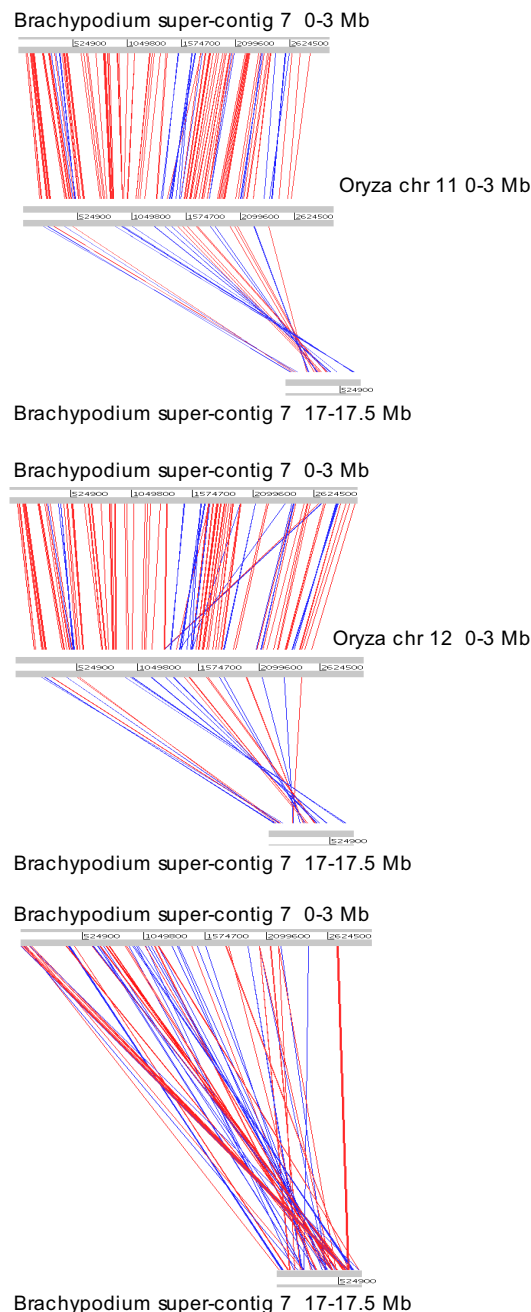 Brachypodium super-contig 7 0-3 Mb
524900 1049800 1574700 2099600 2624500
Oryza chr 11 0-3 Mb
524900 1049800 1574700 2099600 2624500
524900
Brachypodium super-contig 7 17-17.5 Mb
Brachypodium super-contig 7 0-3 Mb
524900 1049800 1574700 2099600 2624500
Oryza chr 12 0-3 Mb
524900 1049800 1574700 2099600 2624500
524900
Brachypodium super-contig 7 17-17.5 Mb
Brachypodium super-contig 7 0-3 Mb
524900 1049800 1574700 2099600 2624500
524900
Brachypodium super-contig 7 17-17.5 Mb